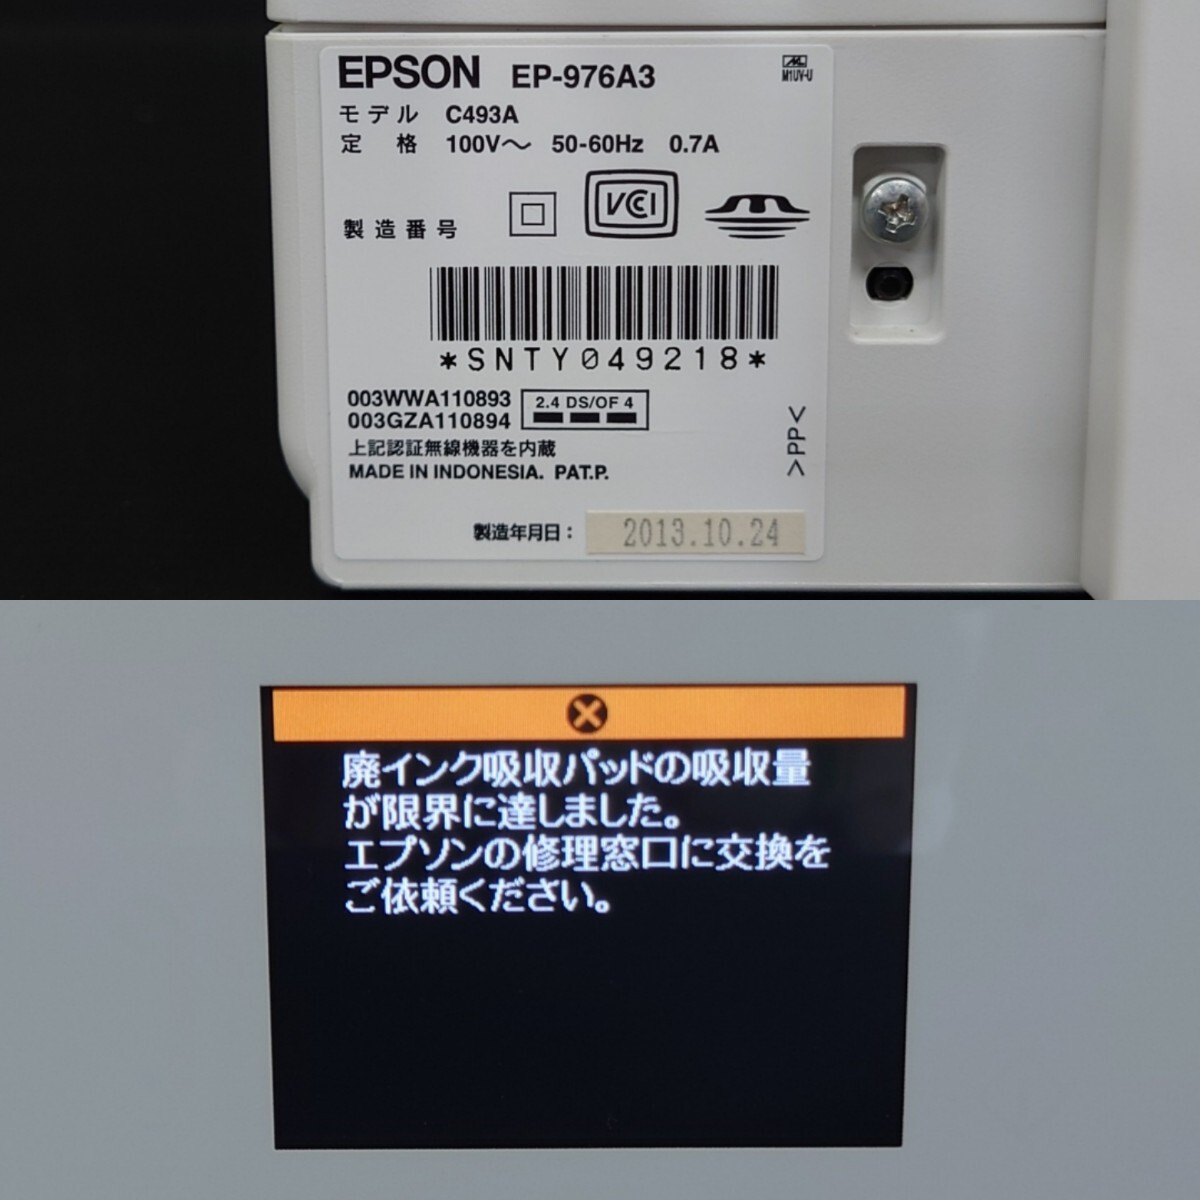 EPSON EP-976A3
M1UV-U
モデル C493A
定格 100V～ 50-60Hz 0.7A
VCCI
製造番号
*SNTY049218*
003WWA110893
003GZA110894
2.4 DS/OF 4
上記認証無線機器を内蔵
MADE IN INDONESIA. PAT.P.
>PP<
製造年月日： 2013.10.24
廃インク吸収パッドの吸収量
が限界に達しました。
エプソンの修理窓口に交換を
ご依頼ください。